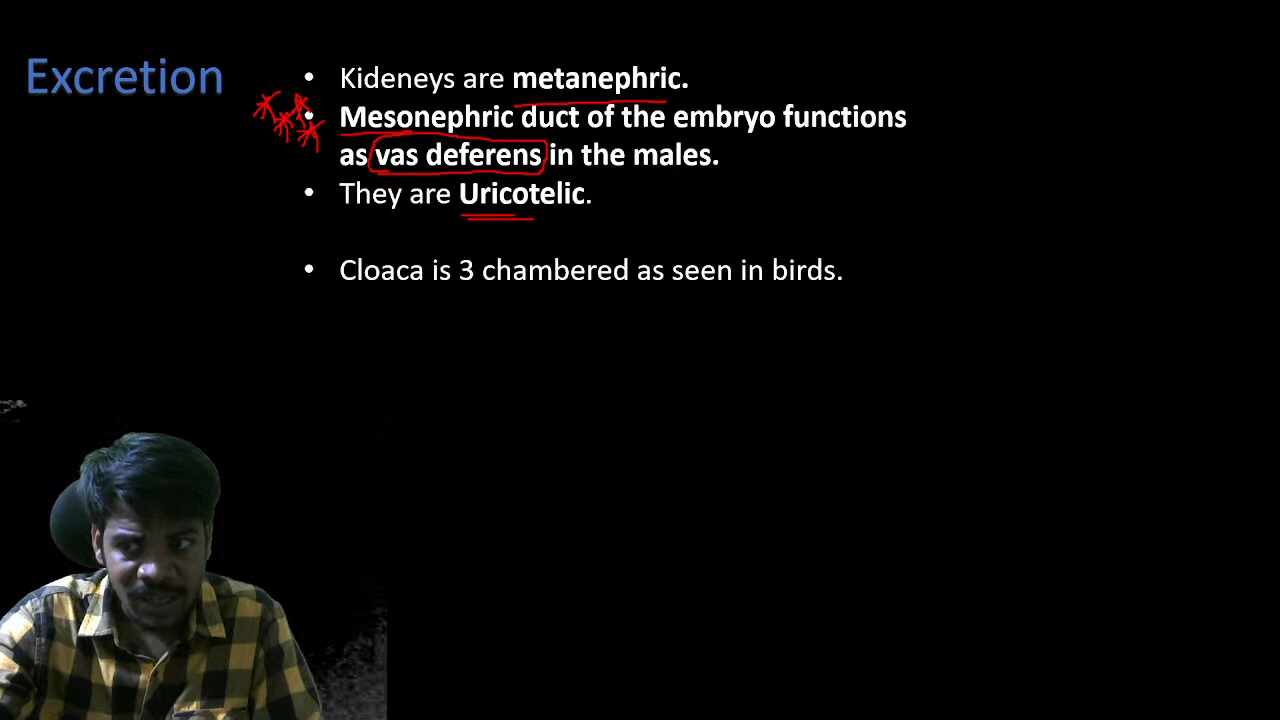 Excretion
• Kideneys are metanephric.
• Mesonephric duct of the embryo functions
as vas deferens in the males.
• They are Uricotelic.
• Cloaca is 3 chambered as seen in birds.